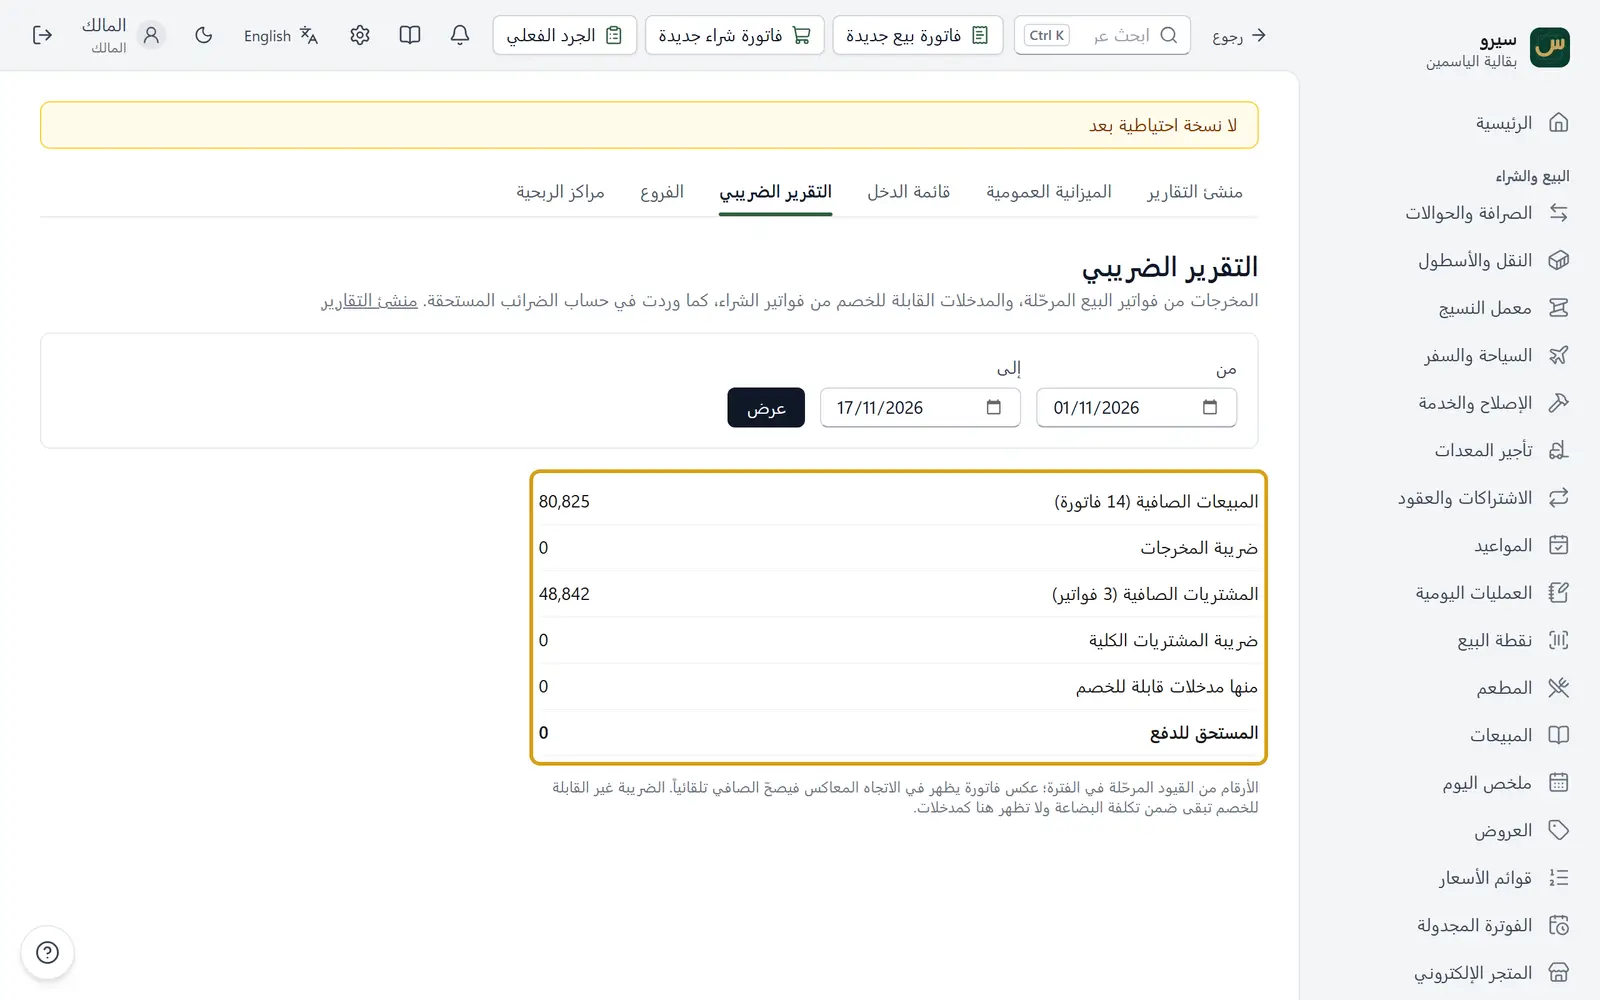 سيرو
بقالية الياسمين
رجوع
ابحث عر
Ctrl K
فاتورة بيع جديدة
فاتورة شراء جديدة
الجرد الفعلي
English
المالك
المالك
الرئيسية
البيع والشراء
الصرافة والحوالات
النقل والأسطول
معمل النسيج
السياحة والسفر
الإصلاح والخدمة
تأجير المعدات
الاشتراكات والعقود
المواعيد
العمليات اليومية
نقطة البيع
المطعم
المبيعات
ملخص اليوم
العروض
قوائم الأسعار
الفوترة المجدولة
المتجر الإلكتروني
لا نسخة احتياطية بعد
منشئ التقارير
الميزانية العمومية
قائمة الدخل
التقرير الضريبي
الفروع
مراكز الربحية
التقرير الضريبي
المخرجات من فواتير البيع المرحّلة، والمدخلات القابلة للخصم من فواتير الشراء، كما وردت في حساب الضرائب المستحقة. منشئ التقارير
من
إلى
01/11/2026
17/11/2026
عرض
المبيعات الصافية (14 فاتورة) 80,825
ضريبة المخرجات 0
المشتريات الصافية (3 فواتير) 48,842
ضريبة المشتريات الكلية 0
منها مدخلات قابلة للخصم 0
المستحق للدفع 0
الأرقام من القيود المرحّلة في الفترة؛ عكس فاتورة يظهر في الاتجاه المعاكس فيصحّ الصافي تلقائياً. الضريبة غير القابلة
للخصم تبقى ضمن تكلفة البضاعة ولا تظهر هنا كمدخلات.